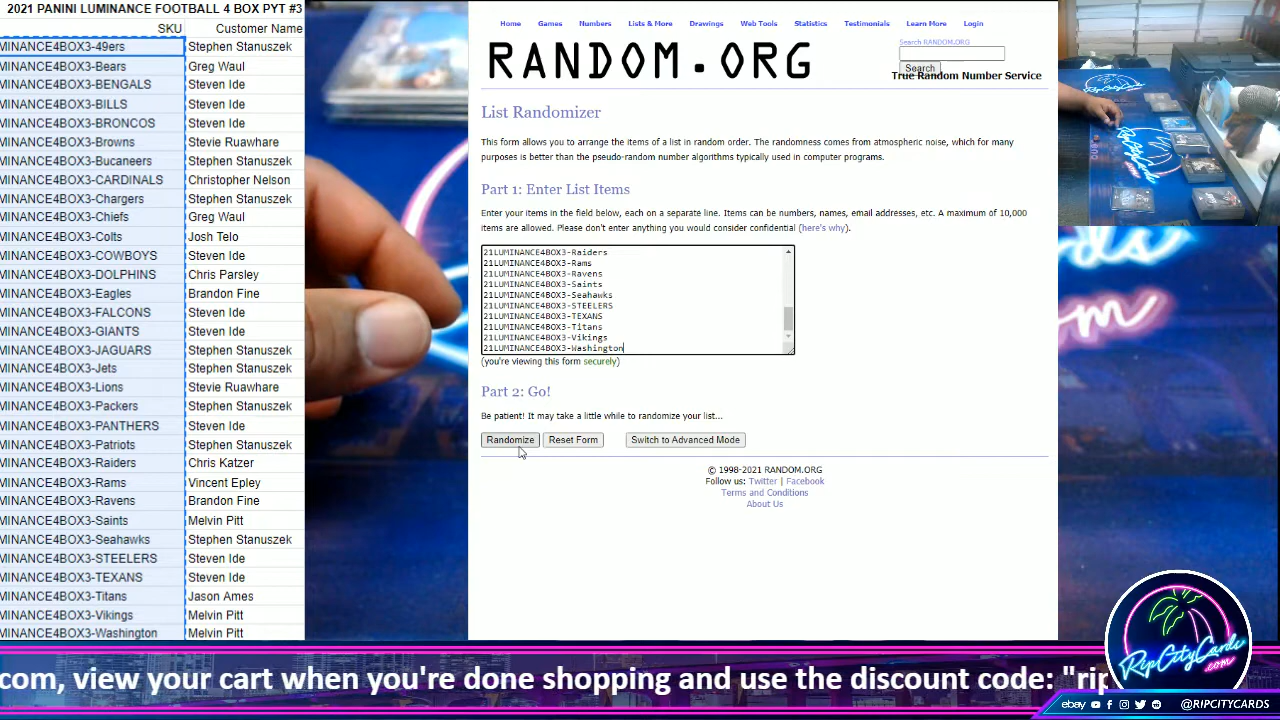 2021 PANNI LUMINANCE FOOTBALL 4 BOX PYT #3
SKU Customer Name
MINANCE4BOX3-49ers Stephen Stanuszek
MINANCE4BOX3-Bears Greg Waul
MINANCE4BOX3-BENGALS Steven Ide
MINANCE4BOX3-BILLS Steven Ide
MINANCE4BOX3-BRONCOS Steven Ide
MINANCE4BOX3-Browns Stevie Ruawhare
MINANCE4BOX3-Bucaneers Stephen Stanuszek
MINANCE4BOX3-CARDINALS Christopher Nelson
MINANCE4BOX3-Chargers Stephen Stanuszek
MINANCE4BOX3-Chiefs Greg Waul
MINANCE4BOX3-Colts Josh Telo
MINANCE4BOX3-COWBOYS Steven Ide
MINANCE4BOX3-DOLPHINS Chris Parsley
MINANCE4BOX3-Eagles Brandon Fine
MINANCE4BOX3-FALCONS Steven Ide
MINANCE4BOX3-GIANTS Steven Ide
MINANCE4BOX3-JAGUARS Stephen Stanuszek
MINANCE4BOX3-Jets Stephen Stanuszek
MINANCE4BOX3-Lions Stevie Ruawhare
MINANCE4BOX3-Packers Stephen Stanuszek
MINANCE4BOX3-PANTHERS Steven Ide
MINANCE4BOX3-Patriots Stephen Stanuszek
MINANCE4BOX3-Raiders Chris Katzer
MINANCE4BOX3-Rams Vincent Epley
MINANCE4BOX3-Ravens Brandon Fine
MINANCE4BOX3-Saints Melvin Pitt
MINANCE4BOX3-Seahawks Stephen Stanuszek
MINANCE4BOX3-STEELERS Steven Ide
MINANCE4BOX3-TEXANS Steven Ide
MINANCE4BOX3-Titans Jason Ames
MINANCE4BOX3-Vikings Melvin Pitt
MINANCE4BOX3-Washington Melvin Pitt
Home Games Numbers Lists & More Drawings Web Tools Statistics Testimonials Learn More Login
RANDOM.ORG
Search RANDOM.ORG
Search
True Random Number Service
List Randomizer
This form allows you to arrange the items of a list in random order. The randomness comes from atmospheric noise, which for many
purposes is better than the pseudo-random number algorithms typically used in computer programs.
Part 1: Enter List Items
Enter your items in the field below, each on a separate line. Items can be numbers, names, email addresses, etc. A maximum of 10,000
items are allowed. Please don't enter anything you would consider confidential (here's why).
21LUMINANCE4BOX3-Raiders
21LUMINANCE4BOX3-Rams
21LUMINANCE4BOX3-Ravens
21LUMINANCE4BOX3-Saints
21LUMINANCE4BOX3-Seahawks
21LUMINANCE4BOX3-STEELERS
21LUMINANCE4BOX3-TEXANS
21LUMINANCE4BOX3-Titans
21LUMINANCE4BOX3-Vikings
21LUMINANCE4BOX3-Washington
(you're viewing this form securely)
Part 2: Go!
Be patient! It may take a little while to randomize your list...
Randomize Reset Form Switch to Advanced Mode
© 1998-2021 RANDOM.ORG
Follow us: Twitter | Facebook
Terms and Conditions
About Us
RipCityCards
.com
com, view your cart when you're done shopping and use the discount code: "rip
ebay @RIPCITYCARDS